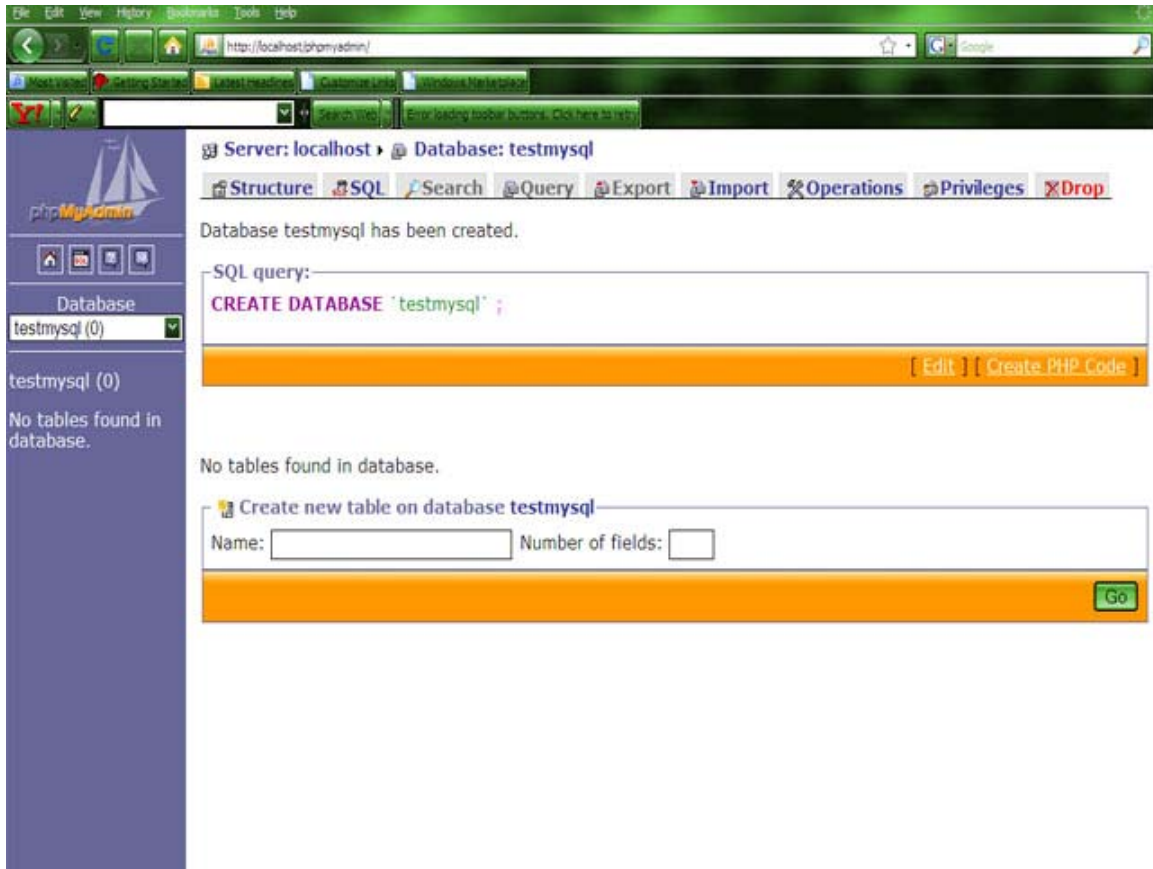 File Edit View History Bookmarks Tools Help
http://localhost/phpmyadmin/
Google
Most Visited Getting Started Latest Headlines Customize Links Windows Marketplace
Y! Search Web Error loading toolbar buttons. Click here to retry
phpMyAdmin
SQL
Database
testmysql (0)
testmysql (0)
No tables found in
database.
Server: localhost Database: testmysql
Structure SQL Search Query Export Import Operations Privileges Drop
Database testmysql has been created.
SQL query:
CREATE DATABASE `testmysql` ;
[ Edit ] [ Create PHP Code ]
No tables found in database.
Create new table on database testmysql
Name: Number of fields:
Go